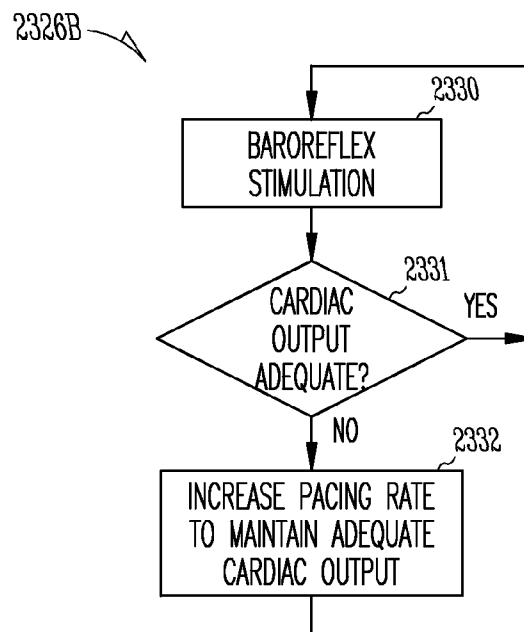 2326B
2330
BAROREFLEX
STIMULATION
2331
CARDIAC
OUTPUT
ADEQUATE?
YES
NO
2332
INCREASE PACING RATE
TO MAINTAIN ADEQUATE
CARDIAC OUTPUT